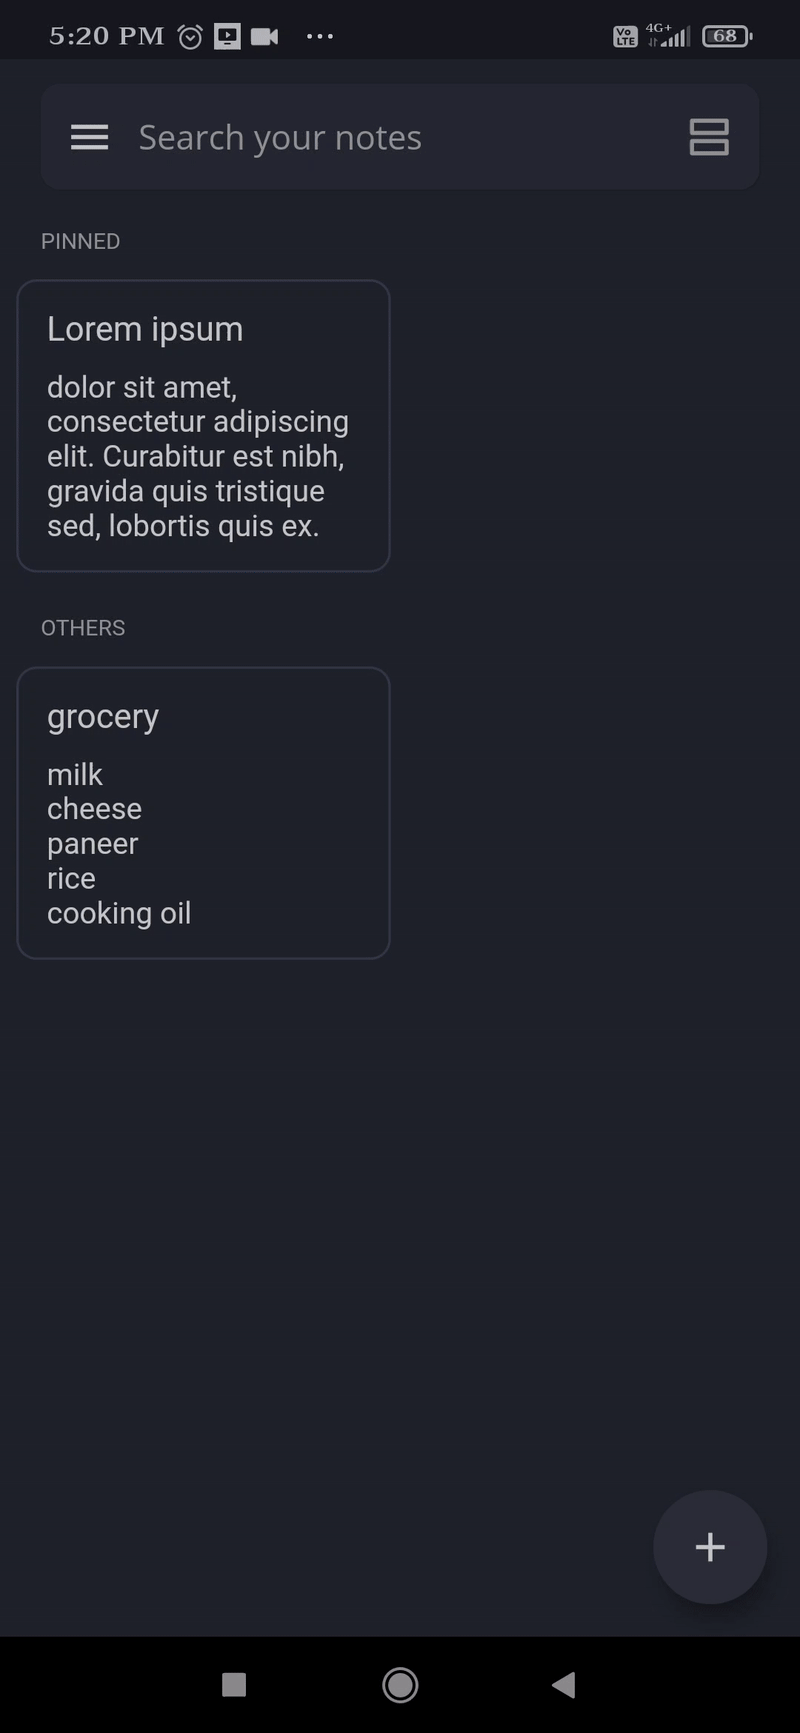 5:20 PM
Vo LTE
4G+
68
Search your notes
PINNED
Lorem ipsum
dolor sit amet,
consectetur adipiscing
elit. Curabitur est nibh,
gravida quis tristique
sed, lobortis quis ex.
OTHERS
grocery
milk
cheese
paneer
rice
cooking oil